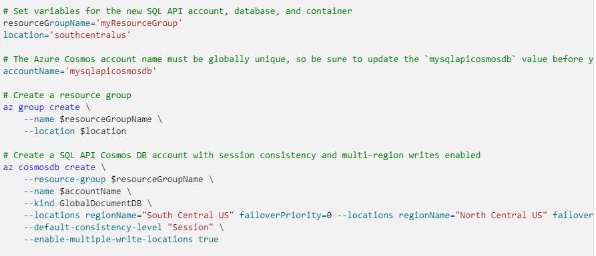 # Set variables for the new SQL API account, database, and container
resourceGroupName='myResourceGroup'
location='southcentralus'
# The Azure Cosmos account name must be globally unique, so be sure to update the `mysqlapicosmosdb` value before y
accountName='mysqlapicosmosdb'
# Create a resource group
az group create \
--name $resourceGroupName \
--location $location
# Create a SQL API Cosmos DB account with session consistency and multi-region writes enabled
az cosmosdb create \
--resource-group $resourceGroupName \
--name $accountName \
--kind GlobalDocumentDB \
--locations regionName="South Central US" failoverPriority=0 --locations regionName="North Central US" failover
--default-consistency-level "Session" \
--enable-multiple-write-locations true